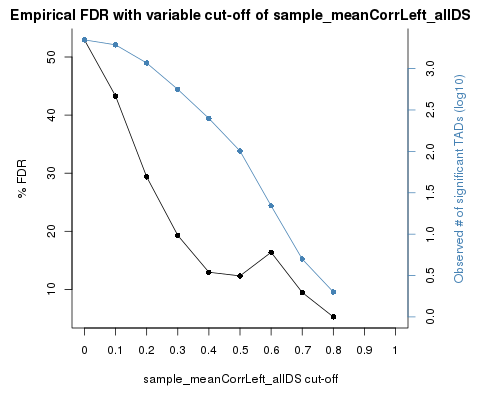 Empirical FDR with variable cut-off of sample_meanCorrLeft_allDS
% FDR
50
40
30
20
10
3.0
2.5
2.0
1.5
1.0
0.5
0.0
Observed # of significant TADs (log10)
0 0.1 0.2 0.3 0.4 0.5 0.6 0.7 0.8 0.9 1
sample_meanCorrLeft_allDS cut-off